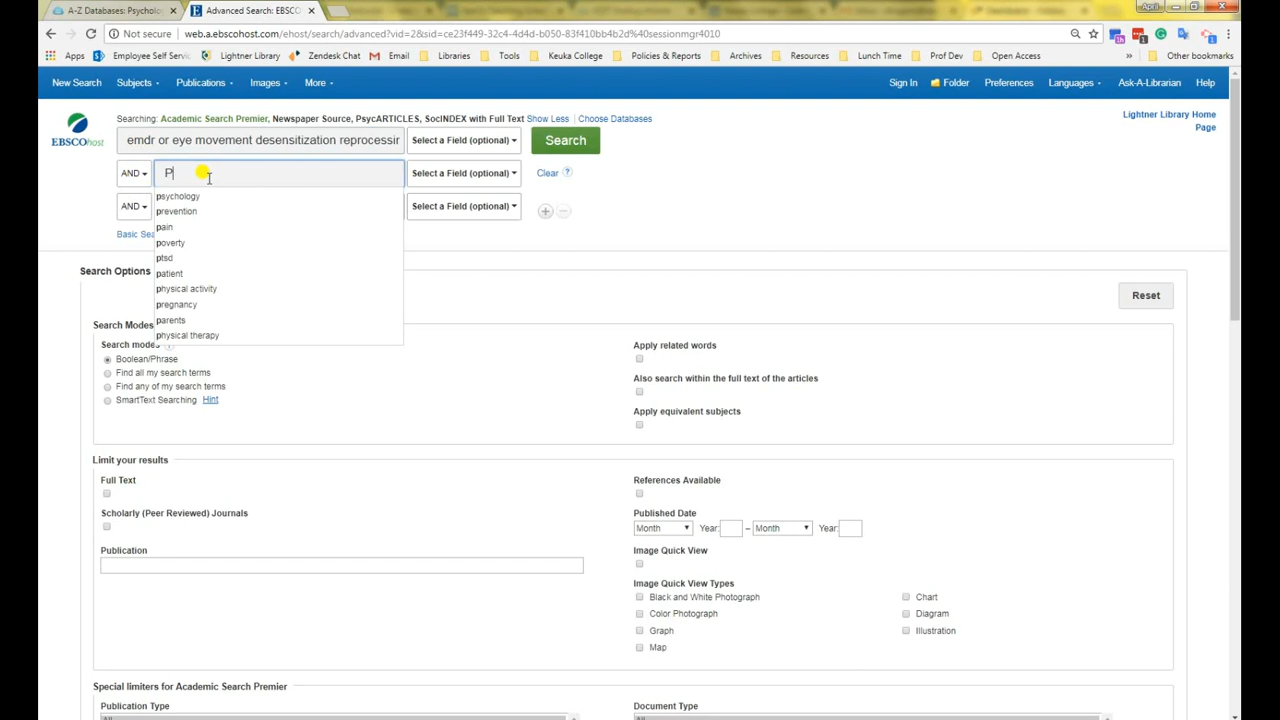 A-Z Databases: Psycholo
Advanced Search: EBSCO
April
Not secure
web.a.ebscohost.com/ehost/search/advanced?vid=2&sid=ce23f449-32c4-4d4d-b050-83f410bb4b2d%40sessionmgr4010
Apps
Employee Self Servi
Lightner Library
Zendesk Chat
Email
Libraries
Tools
Keuka College
Policies & Reports
Archives
Resources
Lunch Time
Prof Dev
Open Access
»
Other bookmarks
New Search
Subjects
Publications
Images
More
Sign In
Folder
Preferences
Languages
Ask-A-Librarian
Help
EBSCOhost
Searching: Academic Search Premier, Newspaper Source, PsycARTICLES, SocINDEX with Full Text Show Less | Choose Databases
Lightner Library Home Page
emdr or eye movement desensitization reprocessir
Select a Field (optional)
Search
AND
P
Select a Field (optional)
Clear
?
AND
Select a Field (optional)
Basic Sea
psychology
prevention
pain
poverty
ptsd
patient
physical activity
pregnancy
parents
physical therapy
Search Options
Reset
Search Modes
Search modes
Boolean/Phrase
Find all my search terms
Find any of my search terms
SmartText Searching Hint
Apply related words
Also search within the full text of the articles
Apply equivalent subjects
Limit your results
Full Text
Scholarly (Peer Reviewed) Journals
Publication
References Available
Published Date
Month Year: – Month Year:
Image Quick View
Image Quick View Types
Black and White Photograph
Color Photograph
Graph
Map
Chart
Diagram
Illustration
Special limiters for Academic Search Premier
Publication Type
All
Document Type
All